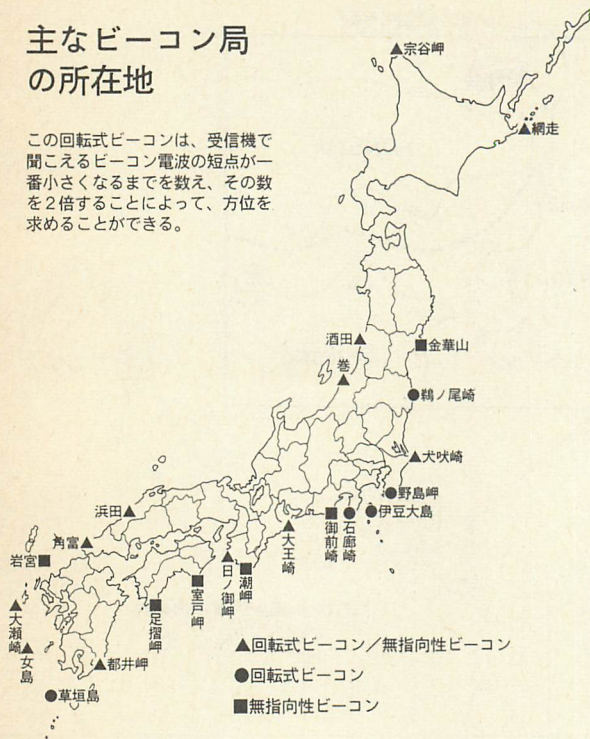 主なビーコン局
の所在地
この回転式ビーコンは、受信機で
聞こえるビーコン電波の短点が一
番小さくなるまでを数え、その数
を２倍することによって、方位を
求めることができる。
▲宗谷岬
▲網走
酒田▲
■金華山
巻
▲
●鵜ノ尾崎
▲犬吠崎
●野島岬
●伊豆大島
浜田▲
角富▲
岩宮■
▲大瀬崎
▲女島
●草垣島
▲都井岬
■足摺岬
■室戸岬
▲日ノ御岬
■潮岬
▲大王崎
■御前崎
●石廊崎
▲回転式ビーコン／無指向性ビーコン
●回転式ビーコン
■無指向性ビーコン